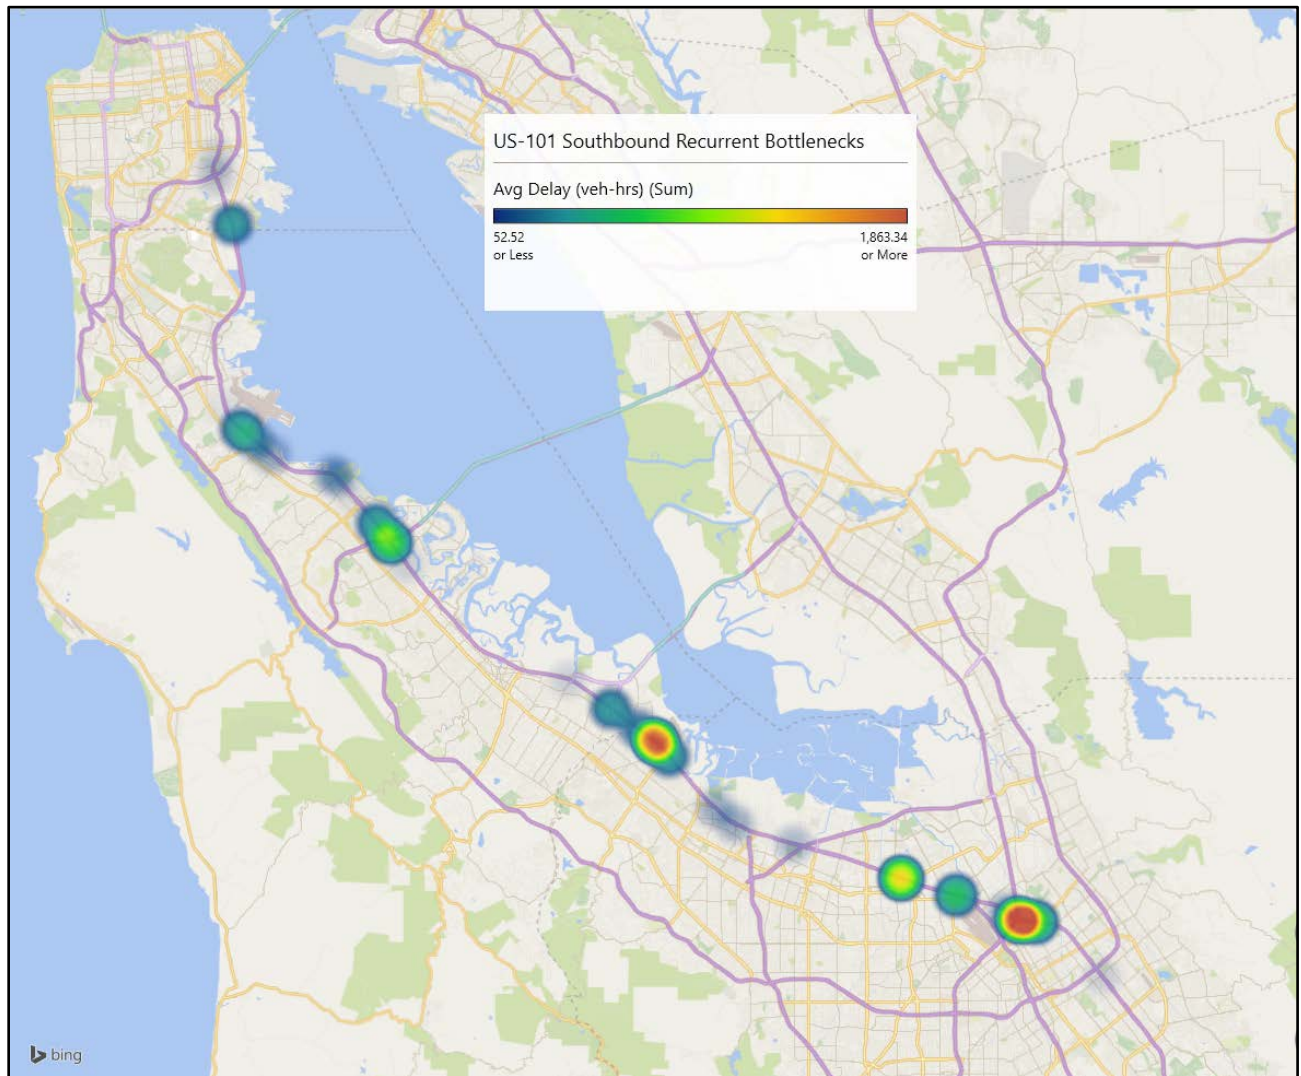 US-101 Southbound Recurrent Bottlenecks
Avg Delay (veh-hrs) (Sum)
52.52
or Less
1,863.34
or More
bing